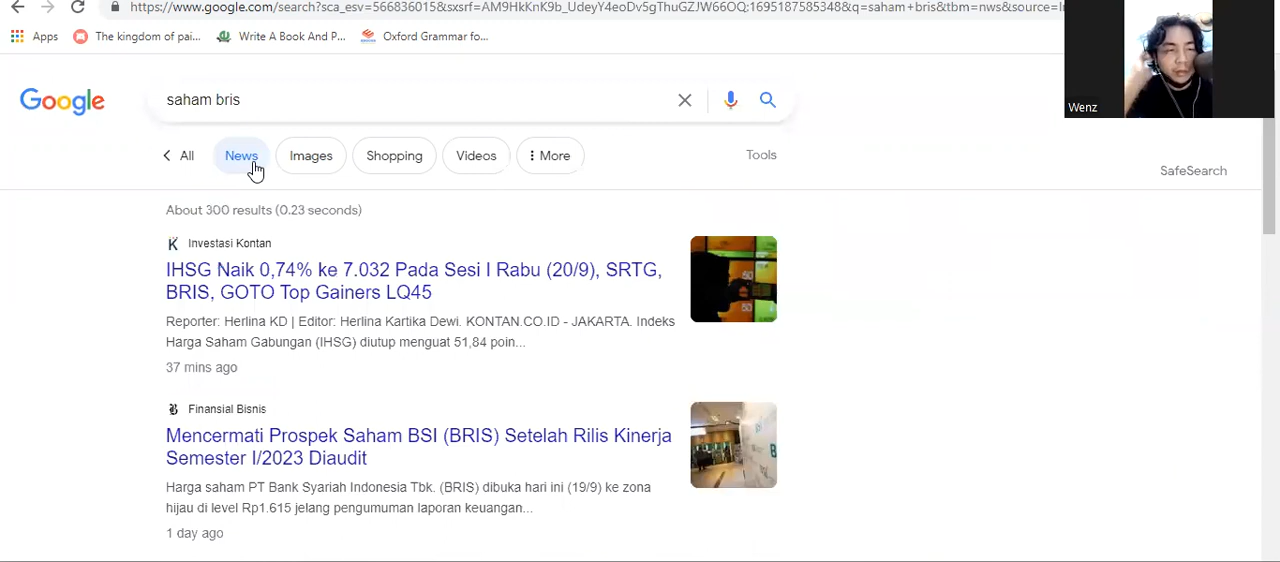 https://www.google.com/search?sca_esv=566836015&sxsrf=AM9HkKnK9b_UdeyY4eoDv5gThuGZJW66OQ:1695187585348&q=saham+bris&tbm=nws&source=ln
Apps
The kingdom of pai...
Write A Book And P...
Oxford Grammar fo...
Wenz
Google
saham bris
All
News
Images
Shopping
Videos
More
Tools
SafeSearch
About 300 results (0.23 seconds)
K Investasi Kontan
IHSG Naik 0,74% ke 7.032 Pada Sesi I Rabu (20/9), SRTG,
BRIS, GOTO Top Gainers LQ45
Reporter: Herlina KD | Editor: Herlina Kartika Dewi. KONTAN.CO.ID - JAKARTA. Indeks
Harga Saham Gabungan (IHSG) diutup menguat 51,84 poin...
37 mins ago
Finansial Bisnis
Mencermati Prospek Saham BSI (BRIS) Setelah Rilis Kinerja
Semester I/2023 Diaudit
Harga saham PT Bank Syariah Indonesia Tbk. (BRIS) dibuka hari ini (19/9) ke zona
hijau di level Rp1.615 jelang pengumuman laporan keuangan...
1 day ago